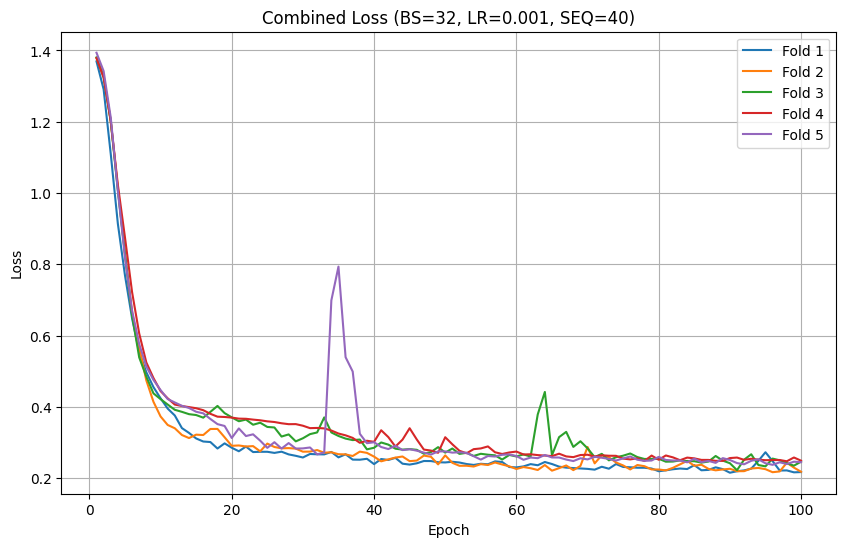 Combined Loss (BS=32, LR=0.001, SEQ=40)
Fold 1
Fold 2
Fold 3
Fold 4
Fold 5
Loss
1.4
1.2
1.0
0.8
0.6
0.4
0.2
0 20 40 60 80 100
Epoch